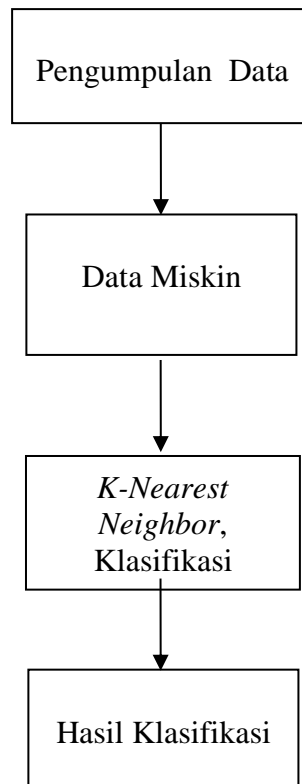 Pengumpulan Data
Data Miskin
K-Nearest
Neighbor,
Klasifikasi
Hasil Klasifikasi